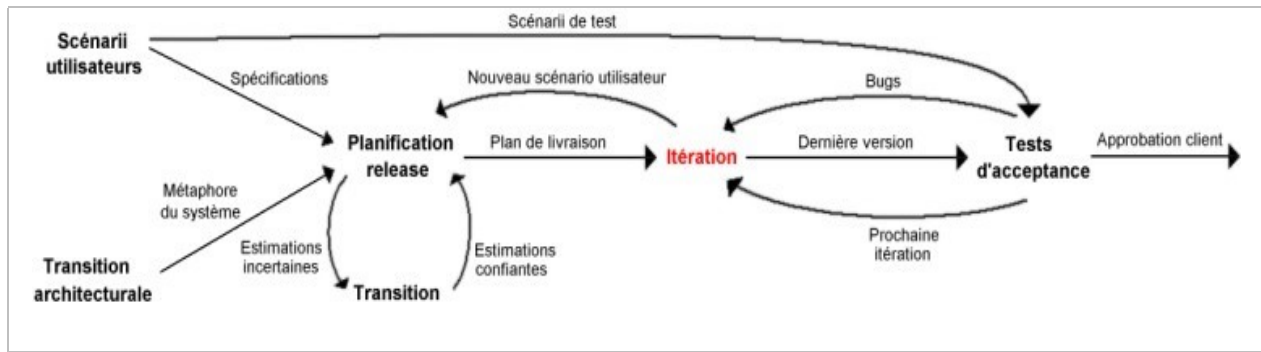 Scénarii de test
Scénarii
utilisateurs
Spécifications
Nouveau scénario utilisateur
Bugs
Planification
release
Plan de livraison
Itération
Dernière version
Tests
d'acceptance
Approbation client
Métaphore
du système
Estimations
incertaines
Estimations
confiantes
Prochaine
itération
Transition
architecturale
Transition